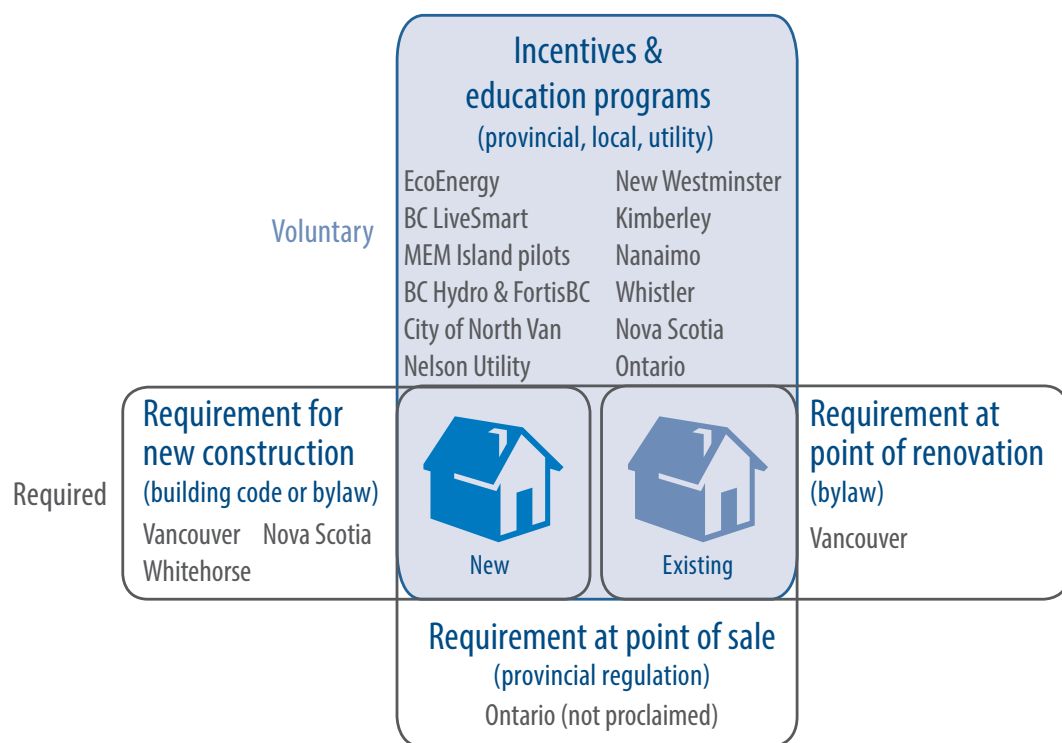 Incentives &
education programs
(provincial, local, utility)
EcoEnergy
BC LiveSmart
MEM Island pilots
BC Hydro & FortisBC
City of North Van
Nelson Utility
New Westminster
Kimberley
Nanaimo
Whistler
Nova Scotia
Ontario
Voluntary
Required
Requirement for
new construction
(building code or bylaw)
Vancouver Nova Scotia
Whitehorse
New
Existing
Requirement at
point of renovation
(bylaw)
Vancouver
Requirement at point of sale
(provincial regulation)
Ontario (not proclaimed)